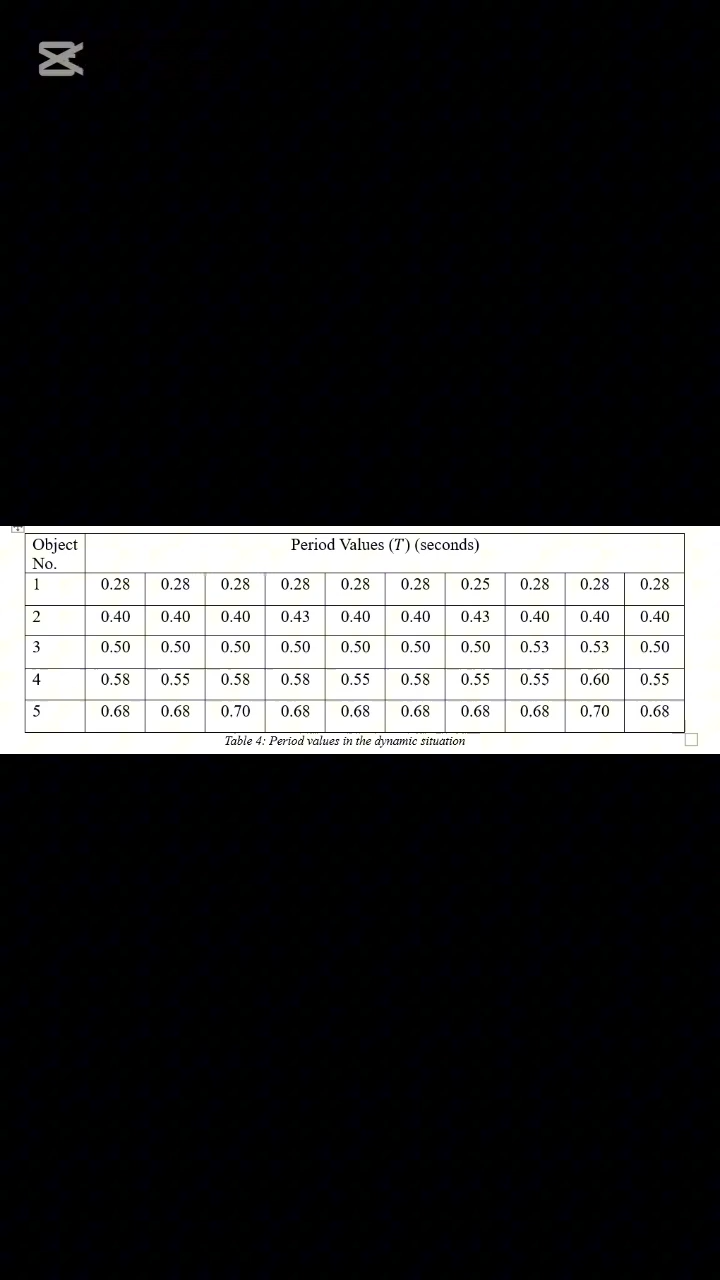 Object No. Period Values (T) (seconds)
1 0.28 0.28 0.28 0.28 0.28 0.28 0.25 0.28 0.28 0.28
2 0.40 0.40 0.40 0.43 0.40 0.40 0.43 0.40 0.40 0.40
3 0.50 0.50 0.50 0.50 0.50 0.50 0.50 0.53 0.53 0.50
4 0.58 0.55 0.58 0.58 0.55 0.58 0.55 0.55 0.60 0.55
5 0.68 0.68 0.70 0.68 0.68 0.68 0.68 0.68 0.70 0.68
Table 4: Period values in the dynamic situation